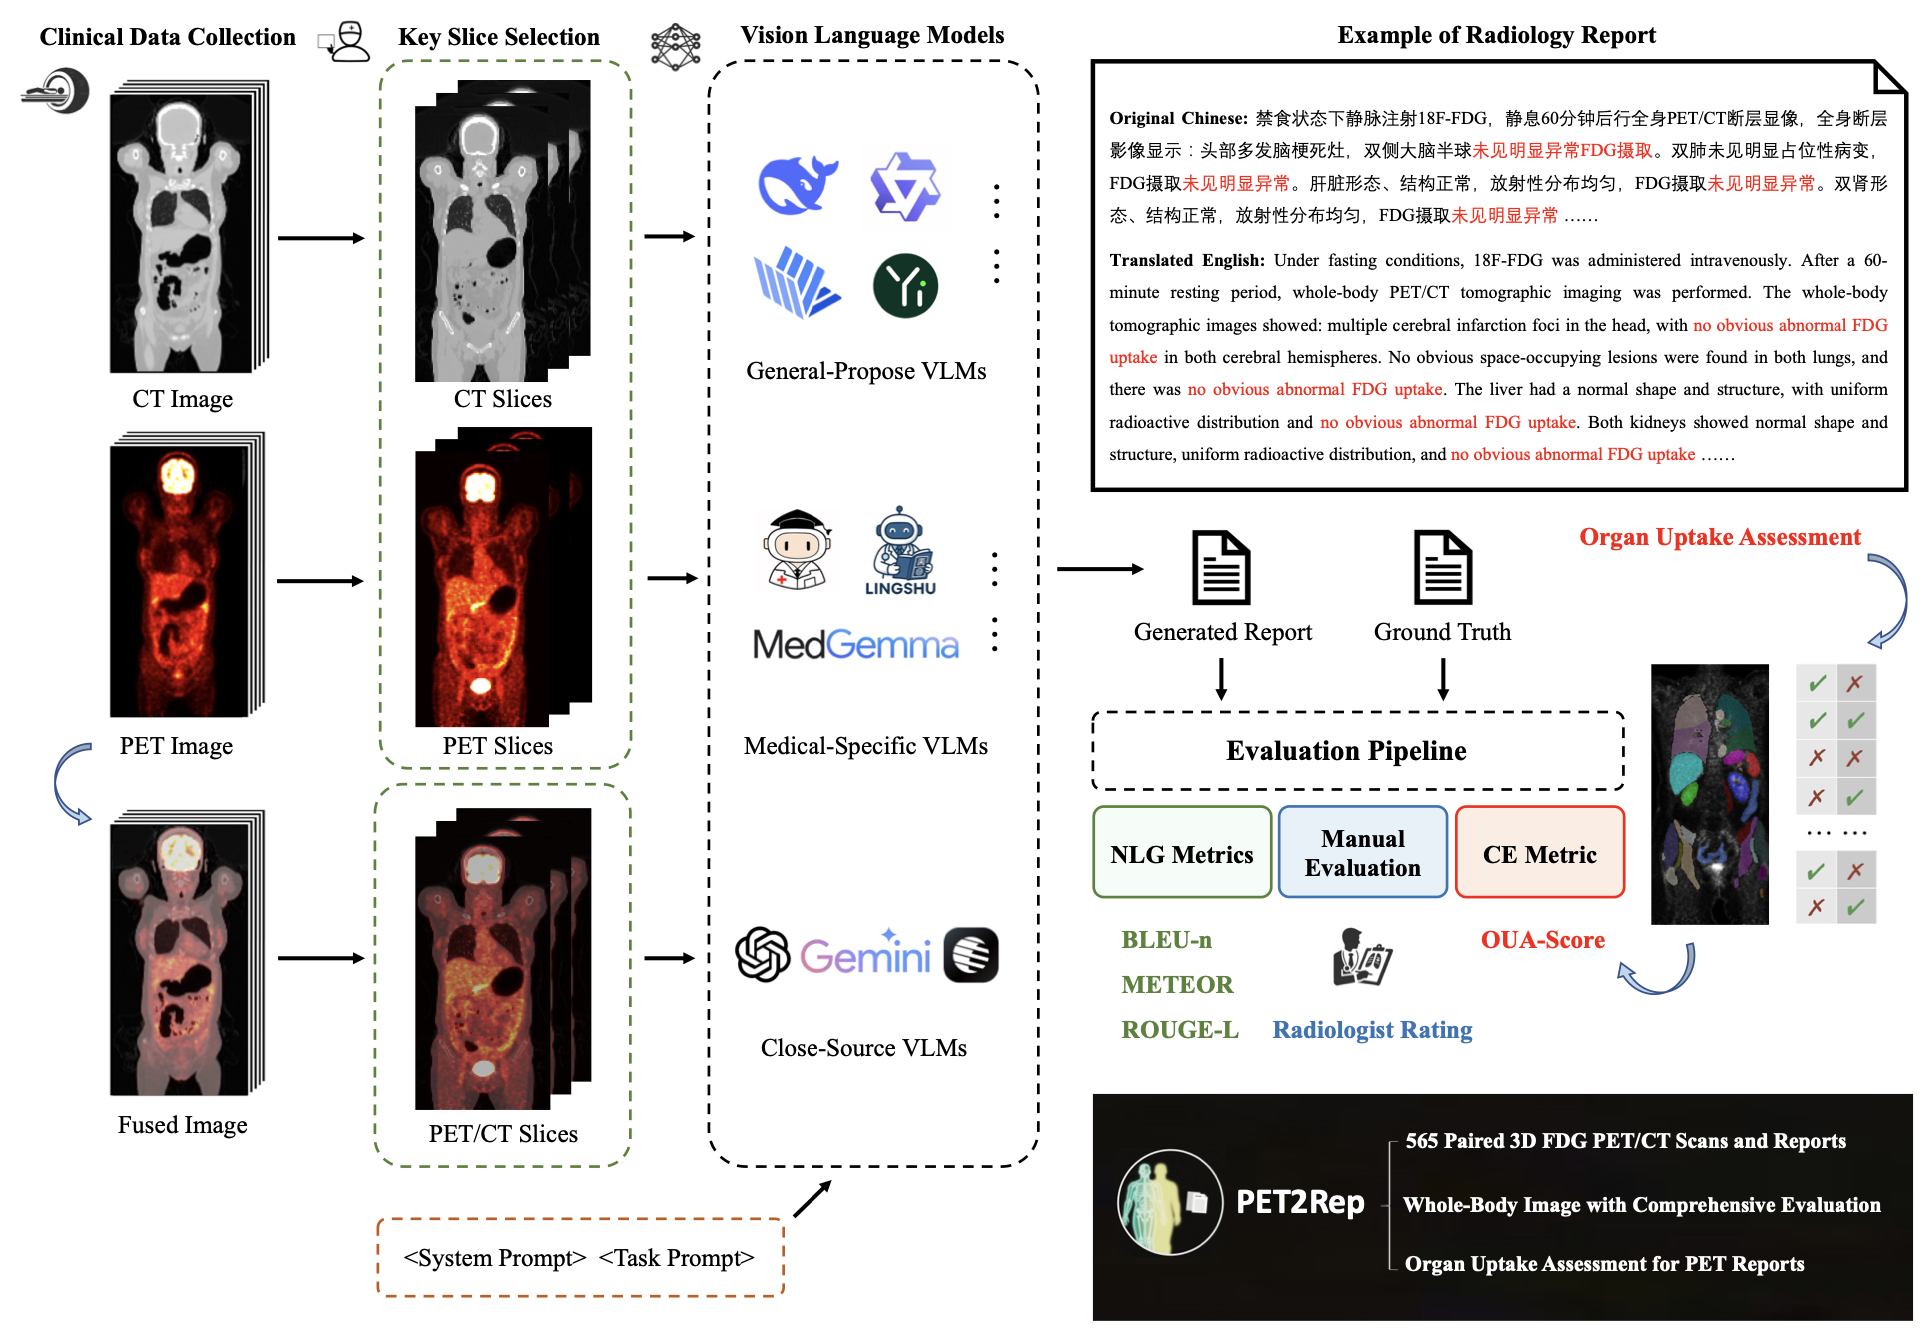 Clinical Data Collection
Key Slice Selection
Vision Language Models
Example of Radiology Report
CT Image
PET Image
Fused Image
CT Slices
PET Slices
PET/CT Slices
Yi
General-Propose VLMs
LINGSHU
MedGemma
Medical-Specific VLMs
Gemini
Close-Source VLMs
<System Prompt> <Task Prompt>
Original Chinese: 禁食状态下静脉注射18F-FDG，静息60分钟后行全身PET/CT断层显像，全身断层
影像显示：头部多发脑梗死灶，双侧大脑半球未见明显异常FDG摄取。双肺未见明显占位性病变，
FDG摄取未见明显异常。肝脏形态、结构正常，放射性分布均匀，FDG摄取未见明显异常。双肾形
态、结构正常，放射性分布均匀，FDG摄取未见明显异常 ……
Translated English: Under fasting conditions, 18F-FDG was administered intravenously. After a 60-
minute resting period, whole-body PET/CT tomographic imaging was performed. The whole-body
tomographic images showed: multiple cerebral infarction foci in the head, with no obvious abnormal FDG
uptake in both cerebral hemispheres. No obvious space-occupying lesions were found in both lungs, and
there was no obvious abnormal FDG uptake. The liver had a normal shape and structure, with uniform
radioactive distribution and no obvious abnormal FDG uptake. Both kidneys showed normal shape and
structure, uniform radioactive distribution, and no obvious abnormal FDG uptake ……
Generated Report
Ground Truth
Organ Uptake Assessment
Evaluation Pipeline
NLG Metrics
Manual
Evaluation
CE Metric
BLEU-n
METEOR
ROUGE-L
Radiologist Rating
OUA-Score
PET2Rep
565 Paired 3D FDG PET/CT Scans and Reports
Whole-Body Image with Comprehensive Evaluation
Organ Uptake Assessment for PET Reports